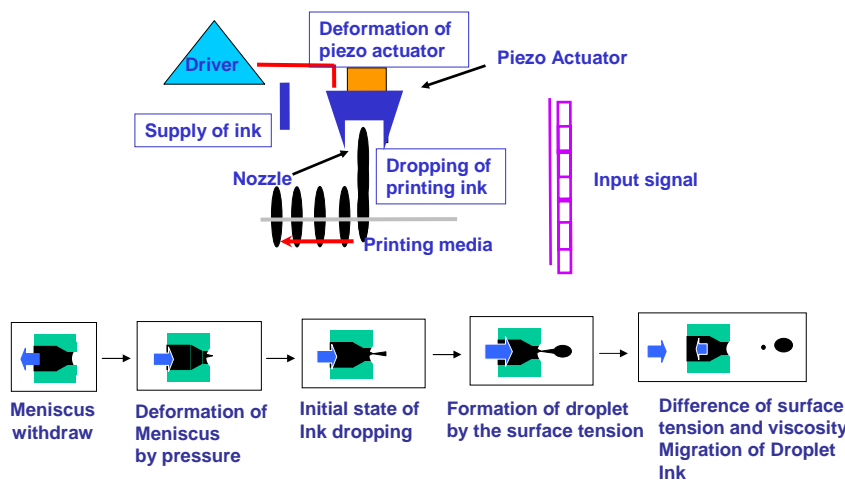 Deformation of
piezo actuator
Driver
Piezo Actuator
Supply of ink
Nozzle
Dropping of
printing ink
Input signal
Printing media
Meniscus
withdraw
Deformation of
Meniscus
by pressure
Initial state of
Ink dropping
Formation of droplet
by the surface tension
Difference of surface
tension and viscosity
Migration of Droplet
Ink